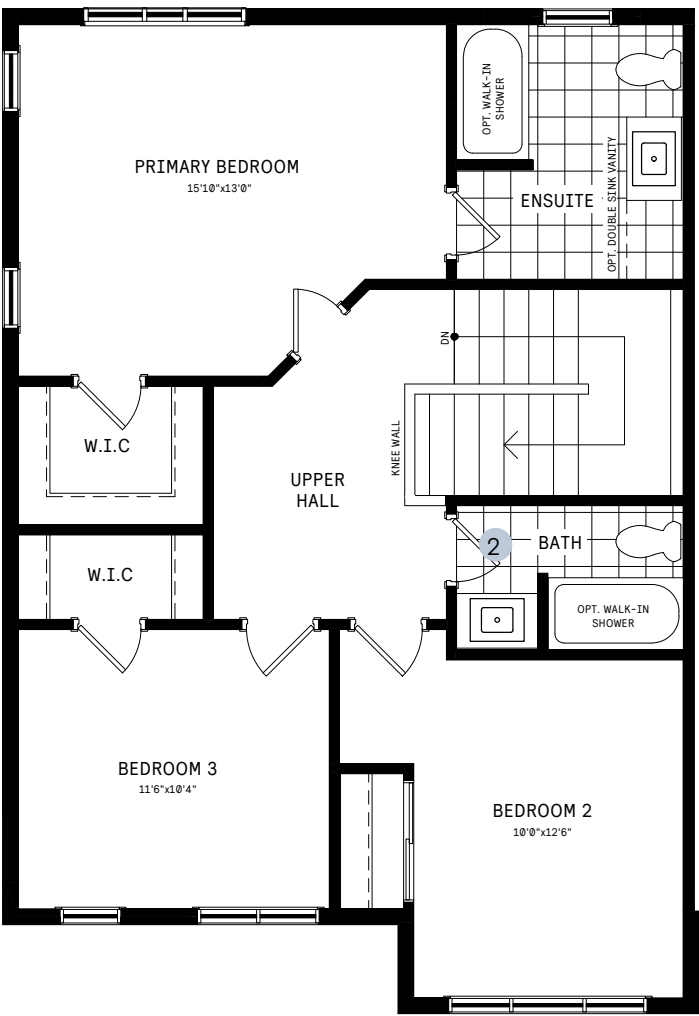 OPT. WALK-IN
SHOWER
PRIMARY BEDROOM
15'10"x13'0"
ENSUITE
OPT. DOUBLE SINK VANITY
DN
KNEE WALL
W.I.C
UPPER
HALL
2
BATH
W.I.C
OPT. WALK-IN
SHOWER
BEDROOM 3
11'6"x10'4"
BEDROOM 2
10'0"x12'6"